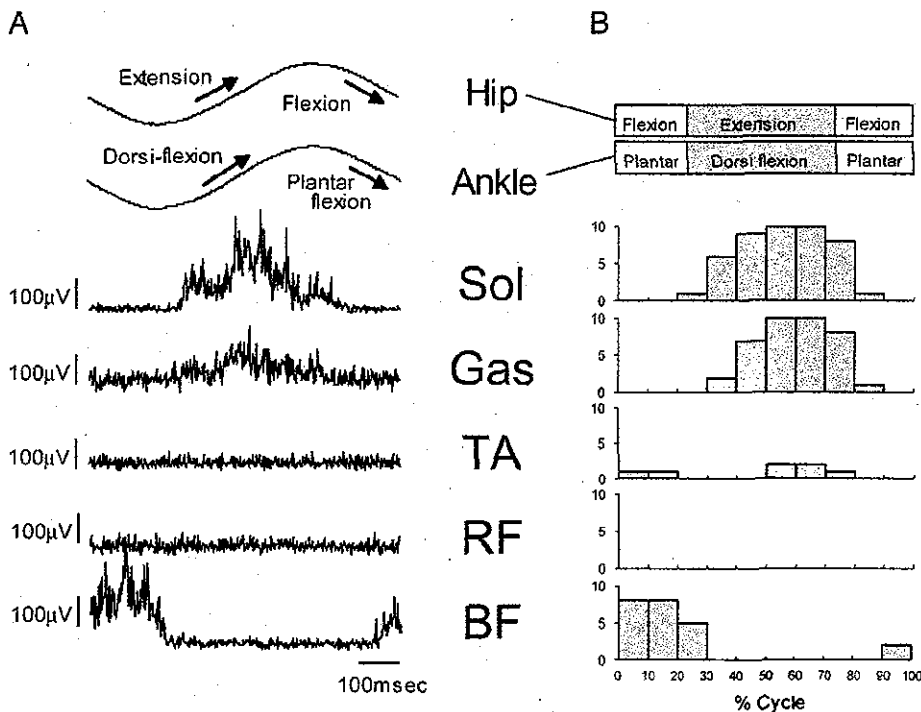 A
B
Extension
Flexion
Hip
Flexion Extension Flexion
Dorsi-flexion
Plantar flexion
Ankle
Plantar Dorsi flexion Plantar
100µV
Sol
10
5
0
100µV
Gas
10
5
0
100µV
TA
10
5
0
100µV
RF
10
5
0
100µV
BF
10
5
0
0 10 20 30 40 50 60 70 80 90 100
100msec
% Cycle